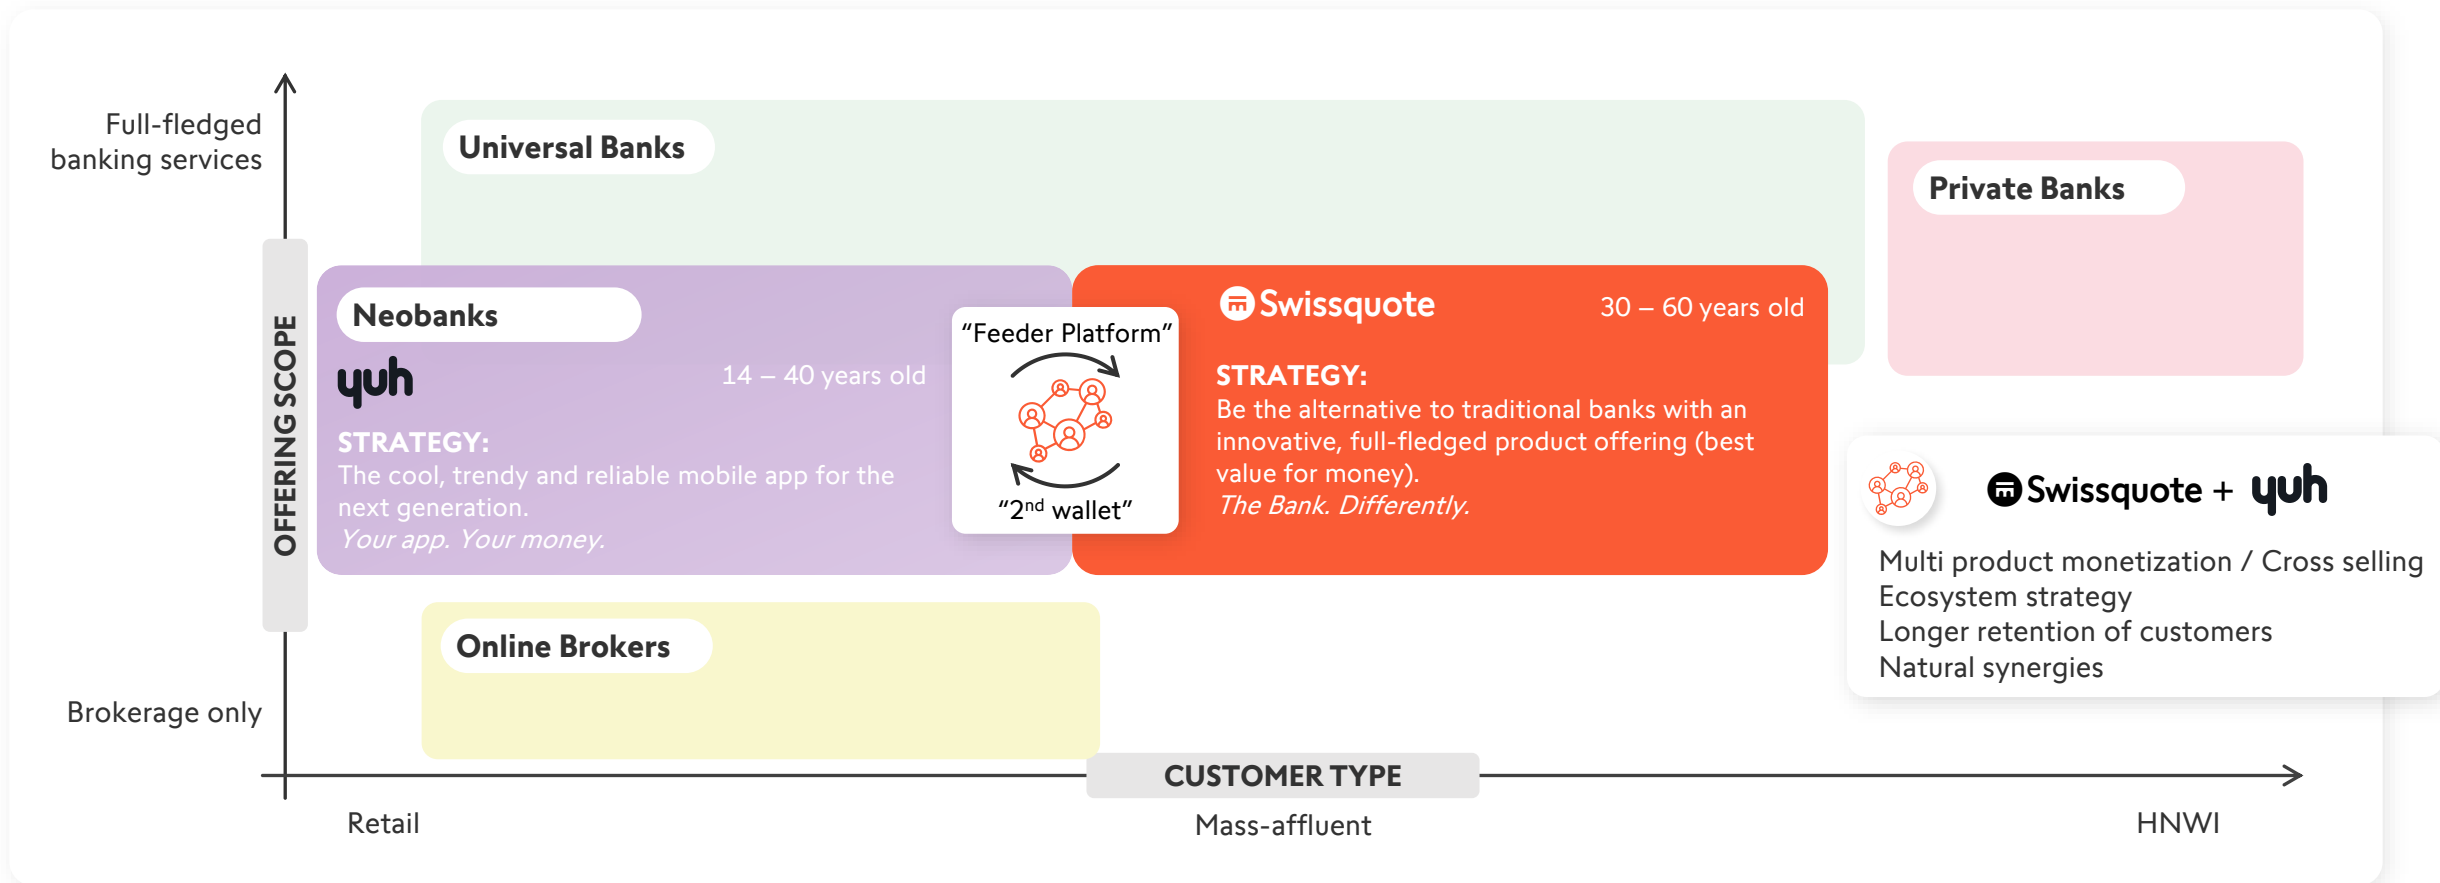 Full-fledged
banking services
OFFERING SCOPE
Brokerage only
Universal Banks
Private Banks
Neobanks
yuh
14 – 40 years old
STRATEGY:
The cool, trendy and reliable mobile app for the
next generation.
Your app. Your money.
“Feeder Platform”
“2nd wallet”
Swissquote
30 – 60 years old
STRATEGY:
Be the alternative to traditional banks with an
innovative, full-fledged product offering (best
value for money).
The Bank. Differently.
Swissquote + yuh
Multi product monetization / Cross selling
Ecosystem strategy
Longer retention of customers
Natural synergies
Online Brokers
CUSTOMER TYPE
Retail
Mass-affluent
HNWI